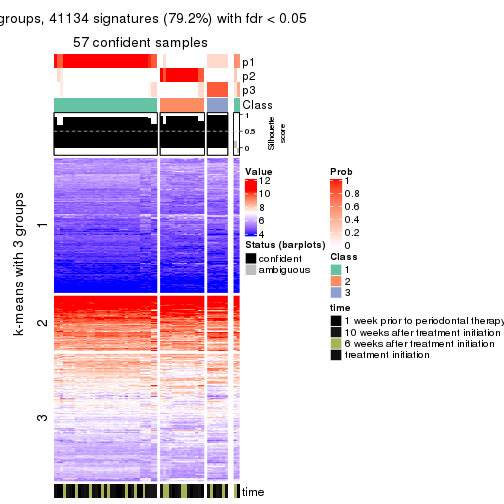 groups, 41134 signatures (79.2%) with fdr < 0.05
57 confident samples
p1
p2
p3
Class
1
0.5
0
Silhouette
score
k-means with 3 groups
1
2
3
time
Value
12
10
8
6
4
Status (barplots)
confident
ambiguous
Prob
1
0.8
0.6
0.4
0.2
0
Class
1
2
3
time
1 week prior to periodontal therapy
10 weeks after treatment initiation
6 weeks after treatment initiation
treatment initiation